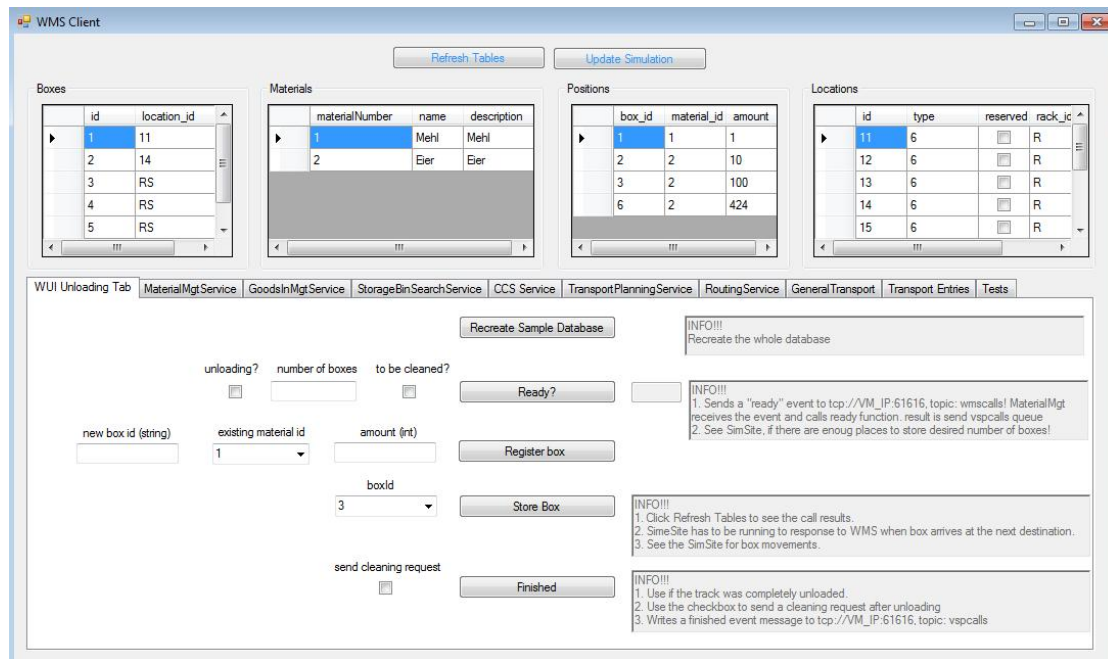 WMS Client
Refresh Tables Update Simulation
Boxes
id location_id
1 11
2 14
3 RS
4 RS
5 RS
Materials
materialNumber name description
1 Mehl Mehl
2 Eier Eier
Positions
box_id material_id amount
1 1 1
2 1 10
3 2 100
6 2 424
Locations
id type reserved rack_id
11 6 R
12 6 R
13 6 R
14 6 R
15 6 R
WUI Unloading Tab MaterialMgtService GoodsInMgtService StorageBinSearchService CCS Service TransportPlanningService RoutingService GeneralTransport Transport Entries Tests
Recreate Sample Database
INFO!!!
Recreate the whole database
unloading? number of boxes to be cleaned?
Ready?
INFO!!!
1. Sends a "ready" event to tcp://VM_IP:61616, topic: wmscalls! MaterialMgt
receives the event and calls ready function. result is send vspcalls queue
2. See SimSite, if there are enoug places to store desired number of boxes!
new box id (string) existing material id amount (int)
1
Register box
boxId
3
Store Box
INFO!!!
1. Click Refresh Tables to see the call results.
2. SimeSite has to be running to response to WMS when box arrives at the next destination.
3. See the SimSite for box movements.
send cleaning request
Finished
INFO!!!
1. Use if the track was completely unloaded.
2. Use the checkbox to send a cleaning request after unloading
3. Writes a finished event message to tcp://VM_IP:61616, topic: vspcalls